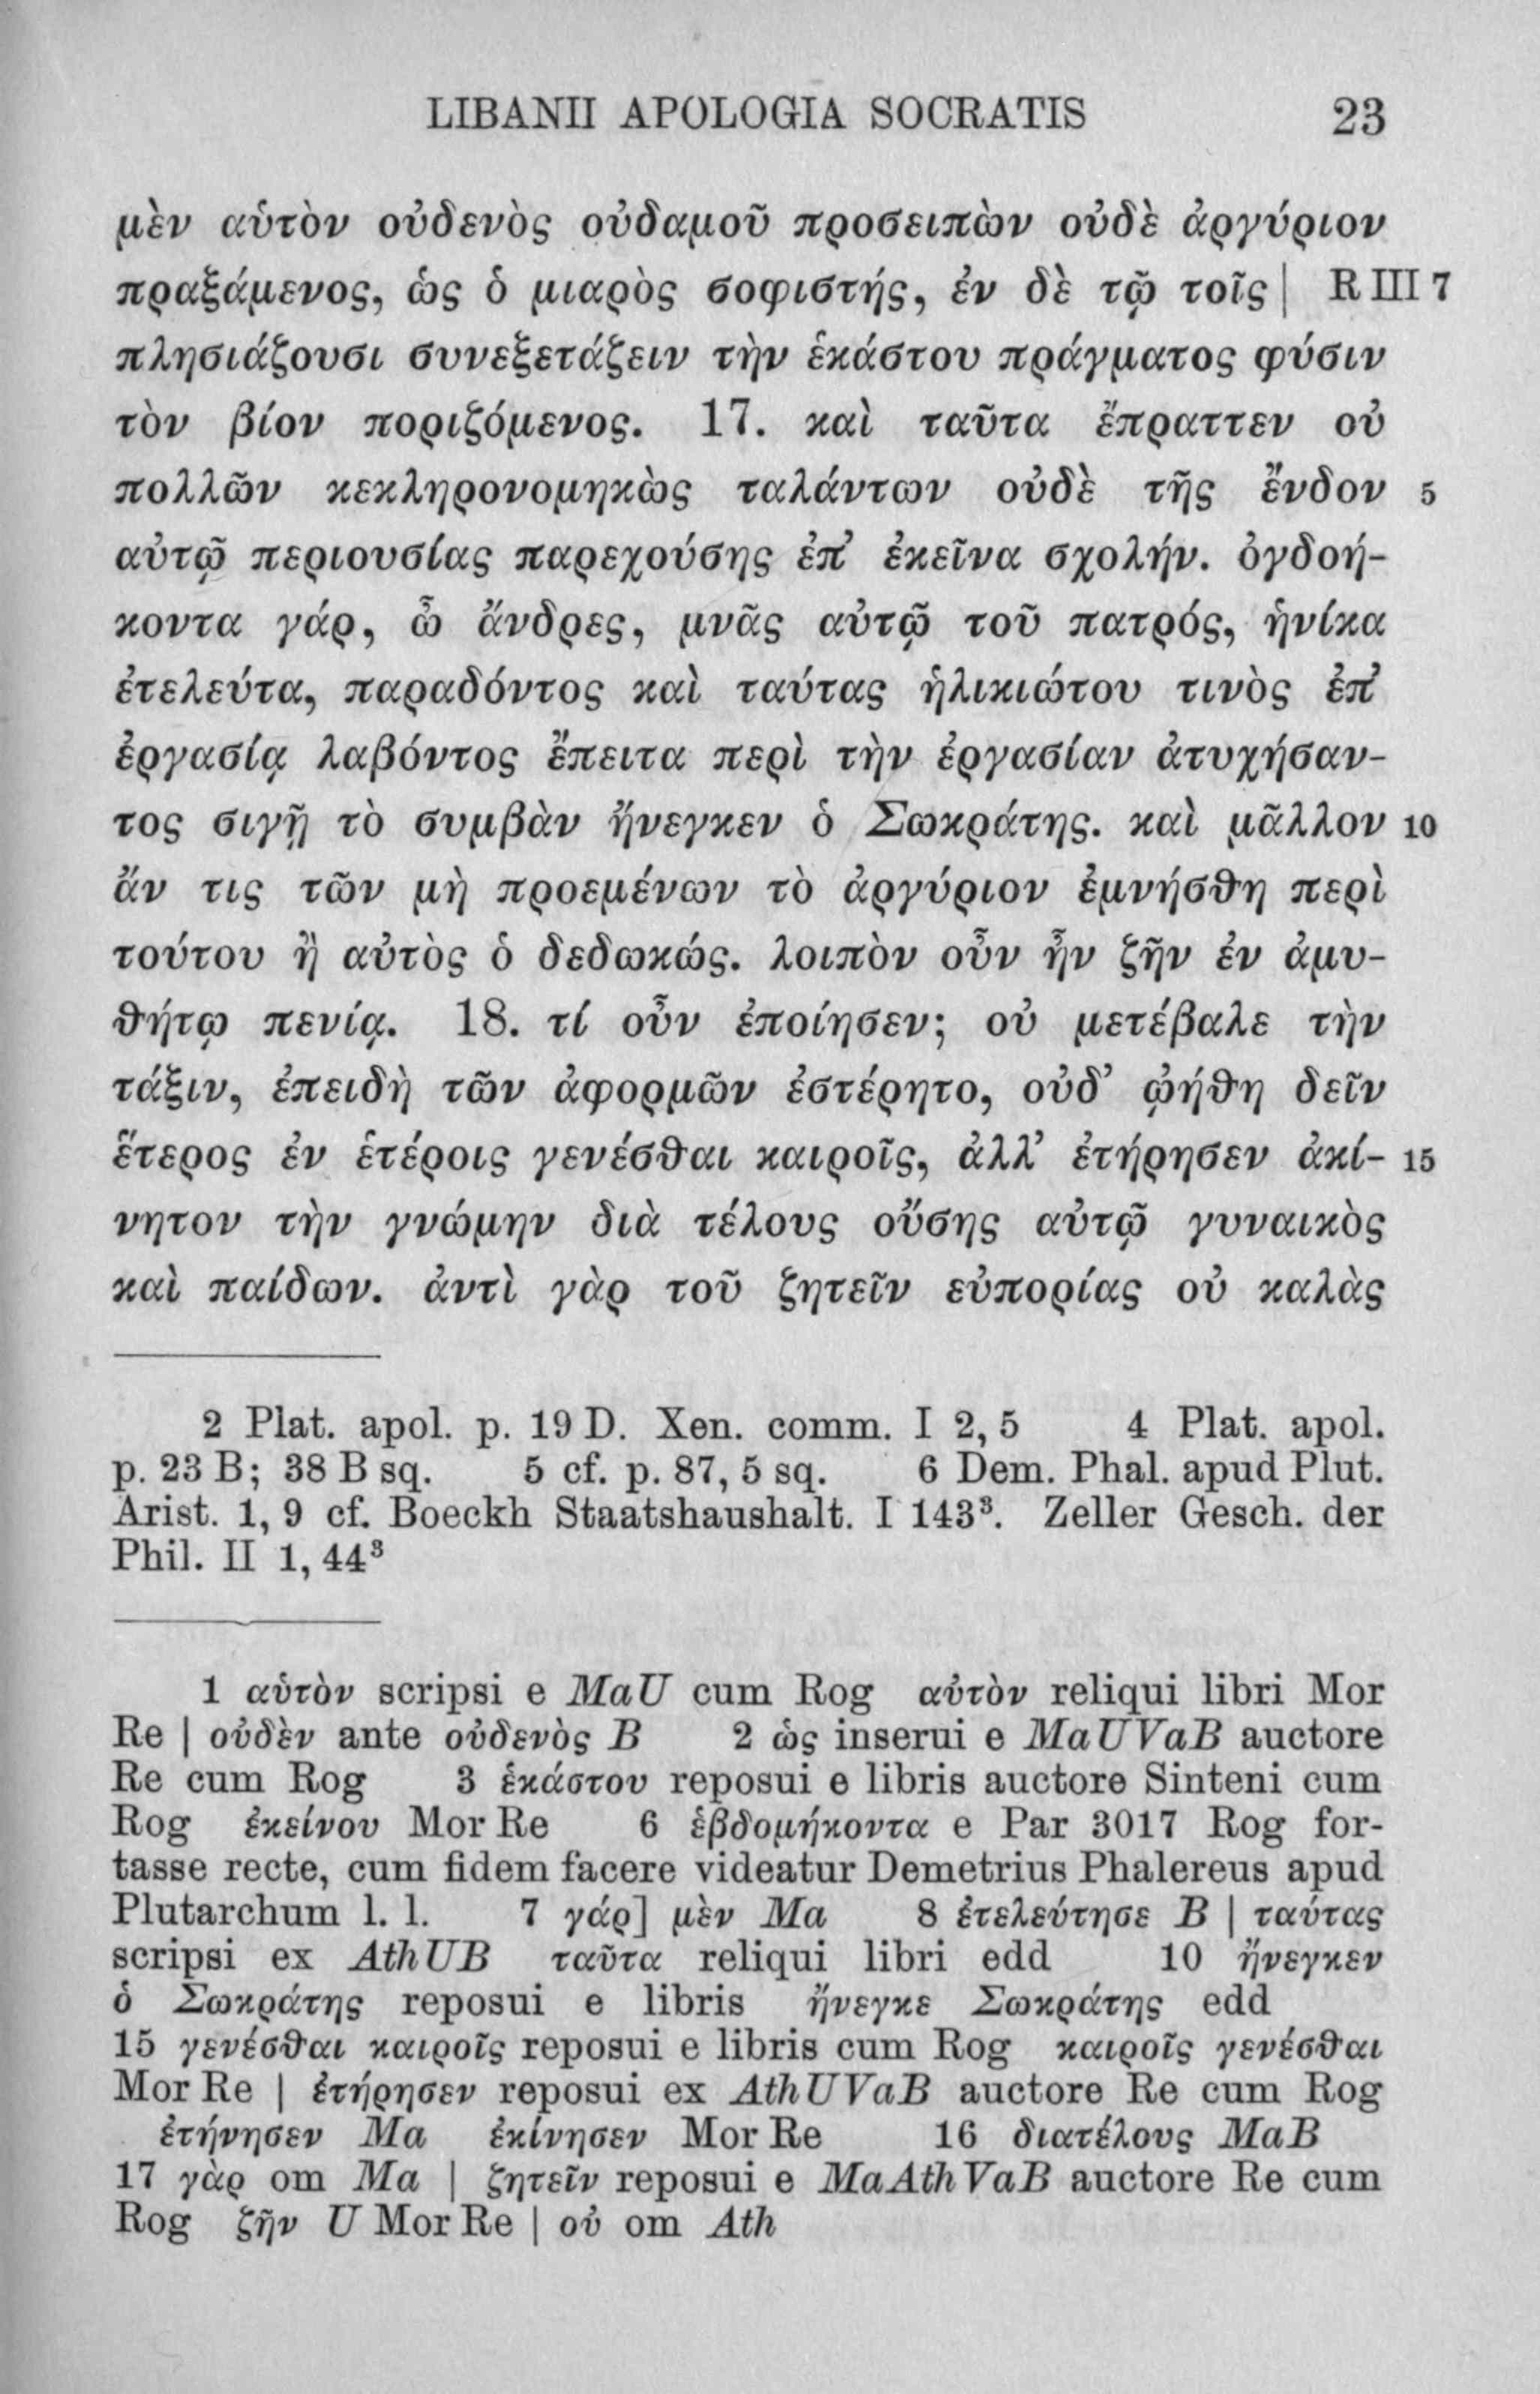 LIBANII APOLOGIA SOCRATIS 23
μὲν αὑτὸν οὐδενὸς οὐδαμοῦ προσειπὼν οὐδὲ ἀργύριον
πραξάμενος, ὡς ὁ μιαρὸς σοφιστής, ἐν δὲ τῷ τοῖς | R III 7
πλησιάζουσι συνεξετάζειν τὴν ἑκάστου πράγματος φύσιν
τὸν βίον ποριζόμενος. 17. καὶ ταῦτα ἔπραττεν οὐ
πολλῶν κεκληρονομηκὼς ταλάντων οὐδὲ τῆς ἔνδον 5
αὐτῷ περιουσίας παρεχούσης ἐπ’ ἐκεῖνα σχολήν. ὀγδοή-
κοντα γάρ, ὦ ἄνδρες, μνᾶς αὐτῷ τοῦ πατρός, ἡνίκα
ἐτελεύτα, παραδόντος καὶ ταύτας ἡλικιώτου τινὸς ἐπ’
ἐργασίᾳ λαβόντος ἔπειτα περὶ τὴν ἐργασίαν ἀτυχήσαν-
τος σιγῇ τὸ συμβὰν ἤνεγκεν ὁ Σωκράτης. καὶ μᾶλλον 10
ἄν τις τῶν μὴ προεμένων τὸ ἀργύριον ἐμνήσθη περὶ
τούτου ἢ αὐτὸς ὁ δεδωκώς. λοιπὸν οὖν ἦν ζῆν ἐν ἀμυ-
θήτῳ πενίᾳ. 18. τί οὖν ἐποίησεν; οὐ μετέβαλε τὴν
τάξιν, ἐπειδὴ τῶν ἀφορμῶν ἐστέρητο, οὐδ’ ᾠήθη δεῖν
ἕτερος ἐν ἑτέροις γενέσθαι καιροῖς, ἀλλ’ ἐτήρησεν ἀκί- 15
νητον τὴν γνώμην διὰ τέλους οὔσης αὐτῷ γυναικὸς
καὶ παίδων. ἀντὶ γὰρ τοῦ ζητεῖν εὐπορίας οὐ καλὰς
2 Plat. apol. p. 19 D. Xen. comm. I 2, 5 4 Plat. apol.
p. 23 B; 38 B sq. 5 cf. p. 87, 5 sq. 6 Dem. Phal. apud Plut.
Arist. 1, 9 cf. Boeckh Staatshaushalt. I 143³. Zeller Gesch. der
Phil. II 1, 44³
1 αὑτὸν scripsi e MaU cum Rog αὐτὸν reliqui libri Mor
Re | οὐδὲν ante οὐδενὸς B 2 ὡς inserui e MaUVaB auctore
Re cum Rog 3 ἑκάστου reposui e libris auctore Sinteni cum
Rog ἐκείνου Mor Re 6 ἑβδομήκοντα e Par 3017 Rog for-
tasse recte, cum fidem facere videatur Demetrius Phalereus apud
Plutarchum l. l. 7 γάρ] μὲν Ma 8 ἐτελεύτησε B | ταύτας
scripsi ex AthUB ταῦτα reliqui libri edd 10 ἤνεγκεν
ὁ Σωκράτης reposui e libris ἤνεγκε Σωκράτης edd
15 γενέσθαι καιροῖς reposui e libris cum Rog καιροῖς γενέσθαι
Mor Re | ἐτήρησεν reposui ex AthUVaB auctore Re cum Rog
ἐτήνησεν Ma ἐκίνησεν Mor Re 16 διατέλους MaB
17 γὰρ om Ma | ζητεῖν reposui e MaAthVaB auctore Re cum
Rog ζῆν U Mor Re | οὐ om Ath